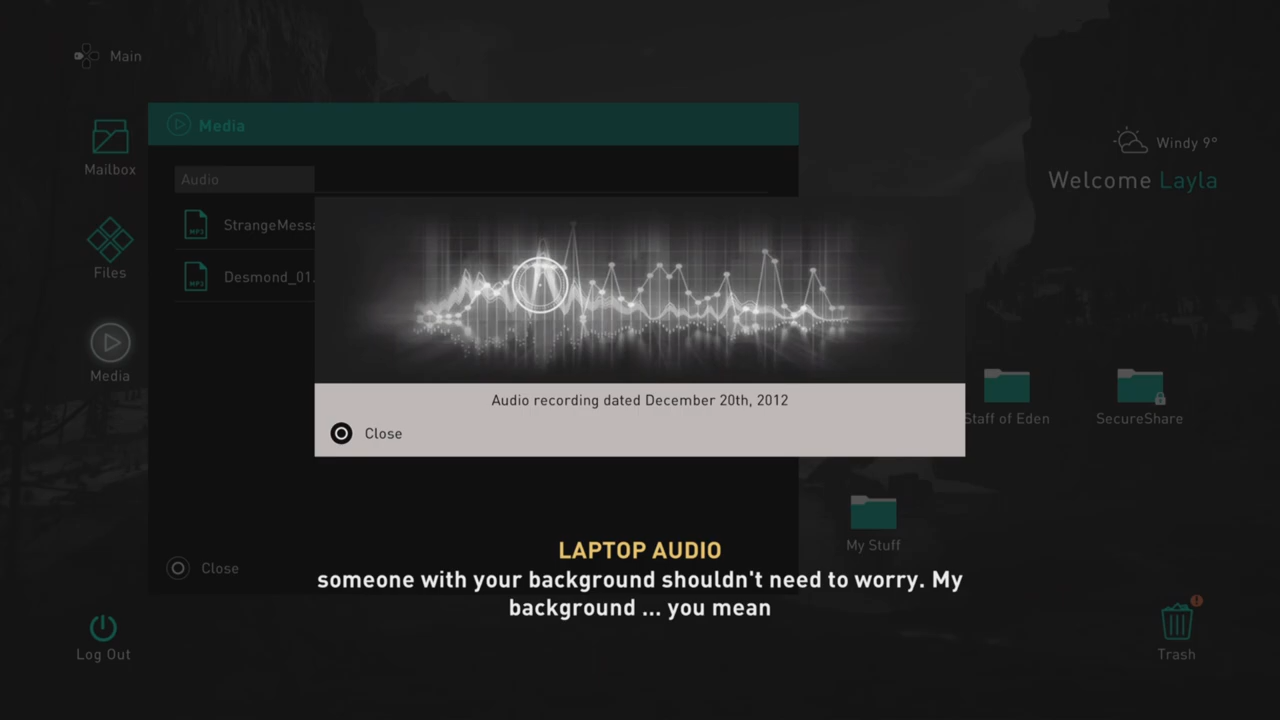 Main
Media
Mailbox
Windy 9°
Welcome Layla
Audio
StrangeMessa
Files
Desmond_01.
Media
Audio recording dated December 20th, 2012
Staff of Eden
SecureShare
Close
My Stuff
LAPTOP AUDIO
someone with your background shouldn't need to worry. My
background ... you mean
Close
Log Out
Trash